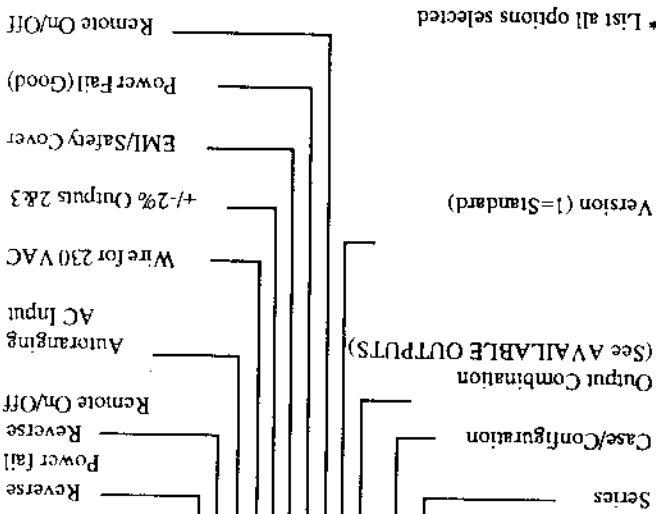 Series
Case/Configuration
Output Combination
(See AVAILABLE OUTPUTS)
Version (1=Standard)
* List all options selected
Reverse
Power fail
Reverse
Remote On/Off
Autoranging
AC Input
Wire for 230 VAC
+/-2% Outputs 2&3
EMI/Safety Cover
Power Fail (Good)
Remote On/Off